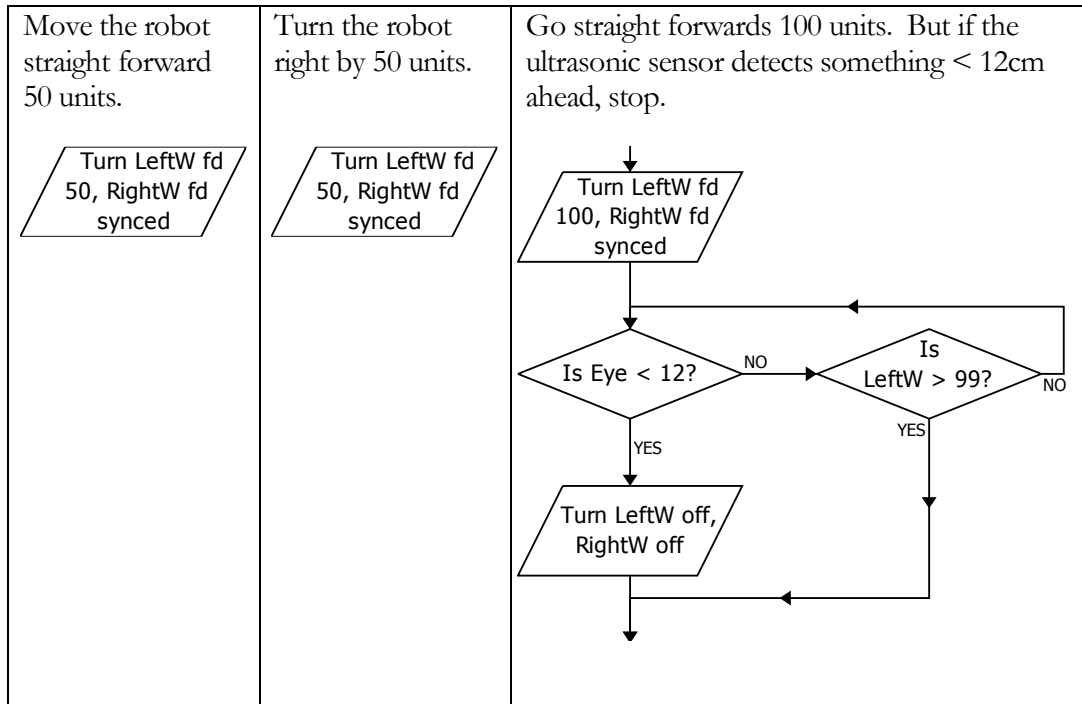 Move the robot
straight forward
50 units.
Turn LeftW fd
50, RightW fd
synced
Turn the robot
right by 50 units.
Turn LeftW fd
50, RightW fd
synced
Go straight forwards 100 units.  But if the
ultrasonic sensor detects something < 12cm
ahead, stop.
Turn LeftW fd
100, RightW fd
synced
Is Eye < 12?
NO
Is
LeftW > 99?
NO
YES
YES
Turn LeftW off,
RightW off